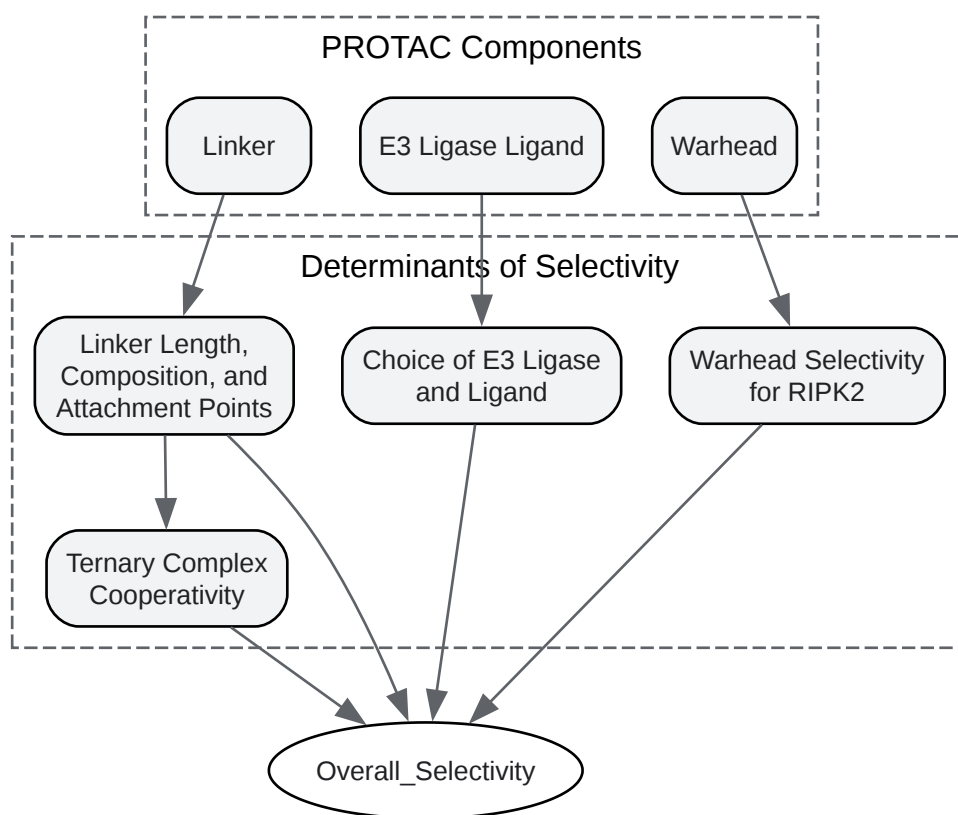 PROTAC Components
Linker
E3 Ligase Ligand
Warhead
Determinants of Selectivity
Linker Length,
Composition, and
Attachment Points
Choice of E3 Ligase
and Ligand
Warhead Selectivity
for RIPK2
Ternary Complex
Cooperativity
Overall_Selectivity